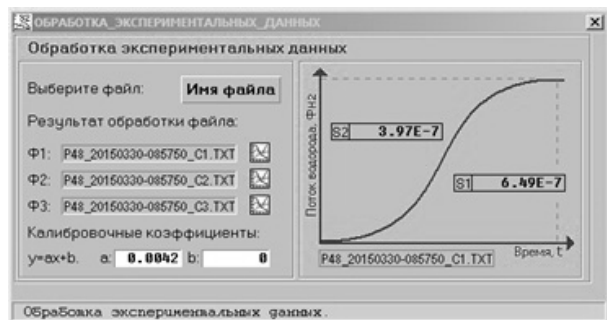 ОБРАБОТКА_ЭКСПЕРИМЕНТАЛЬНЫХ_ДАННЫХ
Обработка экспериментальных данных
Выберите файл: Имя файла
Результат обработки файла:
Ф1: P48_20150330-085750_C1.TXT
Ф2: P48_20150330-085750_C2.TXT
Ф3: P48_20150330-085750_C3.TXT
Калибровочные коэффициенты:
y=ax+b. a: 0.0042 b: 0
Поток водорода, Фн2
S2 3.97E-7
S1 6.49E-7
P48_20150330-085750_C1.TXT
Время, t
Обработка экспериментальных данных.